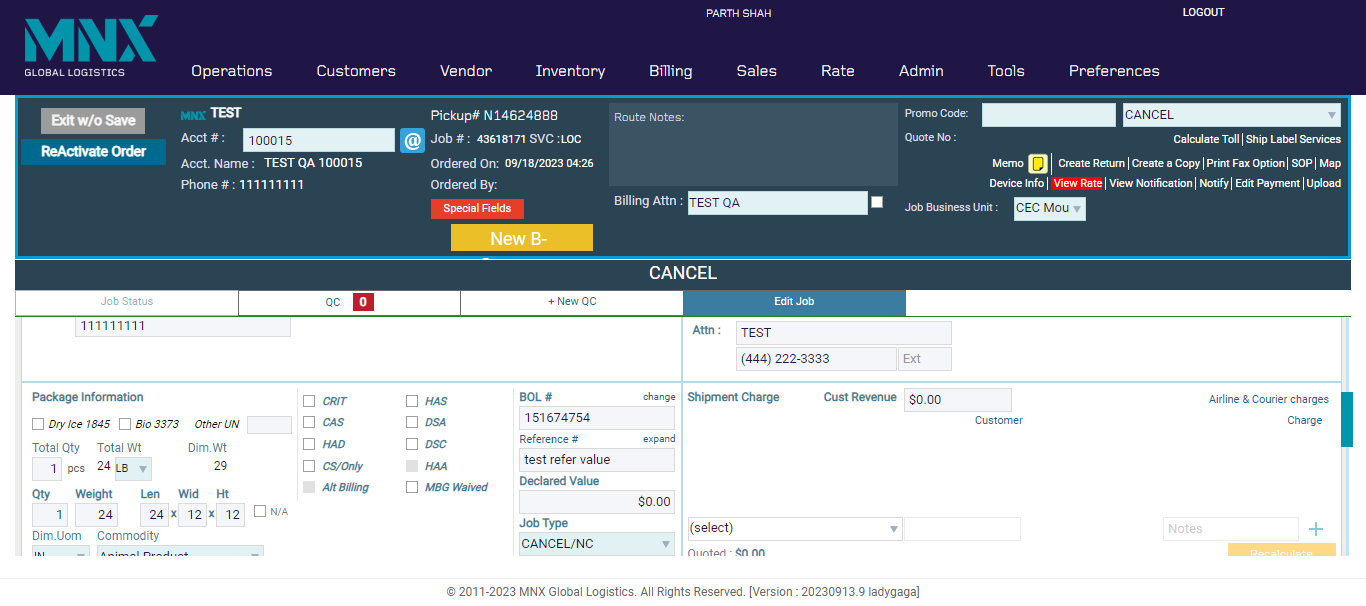 PARTH SHAH
LOGOUT
MNX
GLOBAL LOGISTICS
Operations Customers Vendor Inventory Billing Sales Rate Admin Tools Preferences
Exit w/o Save
ReActivate Order
MNX TEST
Acct # : 100015 @
Acct. Name : TEST QA 100015
Phone # : 111111111
Pickup# N14624888
Job # : 43618171 SVC :LOC
Ordered On: 09/18/2023 04:26
Ordered By:
Special Fields
New B-
Route Notes:
Billing Attn : TEST QA
Promo Code: CANCEL
Quote No :
Calculate Toll| Ship Label Services
Memo | Create Return| Create a Copy| Print Fax Option| SOP| Map
Device Info| View Rate| View Notification| Notify| Edit Payment| Upload
Job Business Unit : CEC Mou
CANCEL
Job Status QC 0 + New QC Edit Job
111111111
Attn : TEST
(444) 222-3333 Ext
Package Information
Dry Ice 1845 Bio 3373 Other UN
Total Qty Total Wt Dim.Wt
1 pcs 24 LB 29
Qty Weight Len Wid Ht
1 24 24 x 12 x 12 N/A
Dim.Uom Commodity
IN Animal Product
CRIT HAS
CAS DSA
HAD DSC
CS/Only HAA
Alt Billing MBG Waived
BOL # change
151674754
Reference # expand
test refer value
Declared Value
$0.00
Job Type
CANCEL/NC
Shipment Charge Cust Revenue $0.00 Airline & Courier charges
Customer Charge
(select) Notes +
Quoted : $0.00
Recalculate
© 2011-2023 MNX Global Logistics. All Rights Reserved. [Version : 20230913.9 ladygaga]